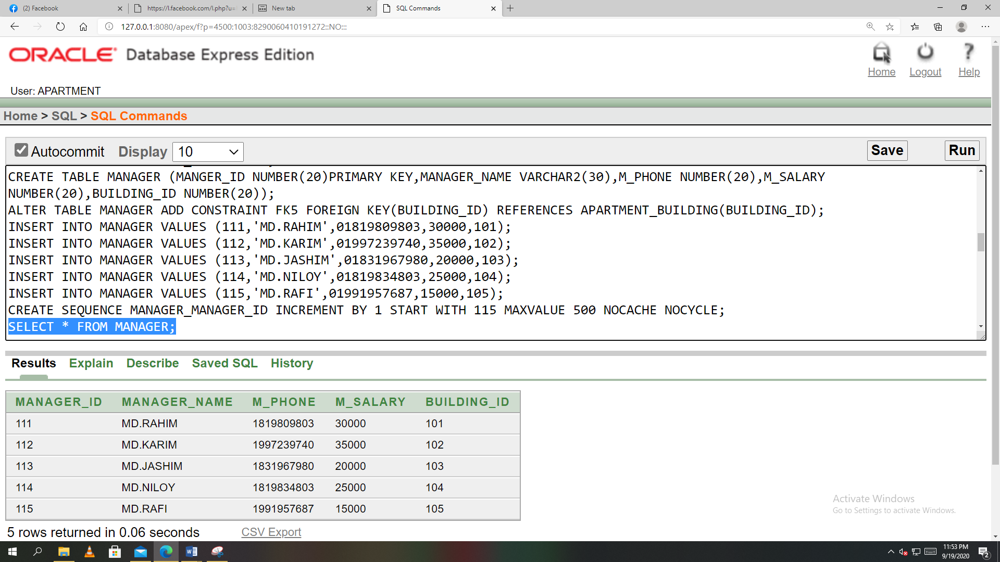 (2) Facebook
https://l.facebook.com/l.php?u=
New tab
SQL Commands
127.0.0.1:8080/apex/f?p=4500:1003:8290060410191272::NO:::
ORACLE Database Express Edition
Home Logout Help
User: APARTMENT
Home > SQL > SQL Commands
Autocommit Display 10 Save Run
CREATE TABLE MANAGER (MANGER_ID NUMBER(20)PRIMARY KEY,MANAGER_NAME VARCHAR2(30),M_PHONE NUMBER(20),M_SALARY
NUMBER(20),BUILDING_ID NUMBER(20));
ALTER TABLE MANAGER ADD CONSTRAINT FK5 FOREIGN KEY(BUILDING_ID) REFERENCES APARTMENT_BUILDING(BUILDING_ID);
INSERT INTO MANAGER VALUES (111,'MD.RAHIM',01819809803,30000,101);
INSERT INTO MANAGER VALUES (112,'MD.KARIM',01997239740,35000,102);
INSERT INTO MANAGER VALUES (113,'MD.JASHIM',01831967980,20000,103);
INSERT INTO MANAGER VALUES (114,'MD.NILOY',01819834803,25000,104);
INSERT INTO MANAGER VALUES (115,'MD.RAFI',01991957687,15000,105);
CREATE SEQUENCE MANAGER_MANAGER_ID INCREMENT BY 1 START WITH 115 MAXVALUE 500 NOCACHE NOCYCLE;
SELECT * FROM MANAGER;
Results Explain Describe Saved SQL History
MANAGER_ID MANAGER_NAME M_PHONE M_SALARY BUILDING_ID
111 MD.RAHIM 1819809803 30000 101
112 MD.KARIM 1997239740 35000 102
113 MD.JASHIM 1831967980 20000 103
114 MD.NILOY 1819834803 25000 104
115 MD.RAFI 1991957687 15000 105
5 rows returned in 0.06 seconds CSV Export
Activate Windows
Go to Settings to activate Windows.
11:53 PM
9/19/2020
2